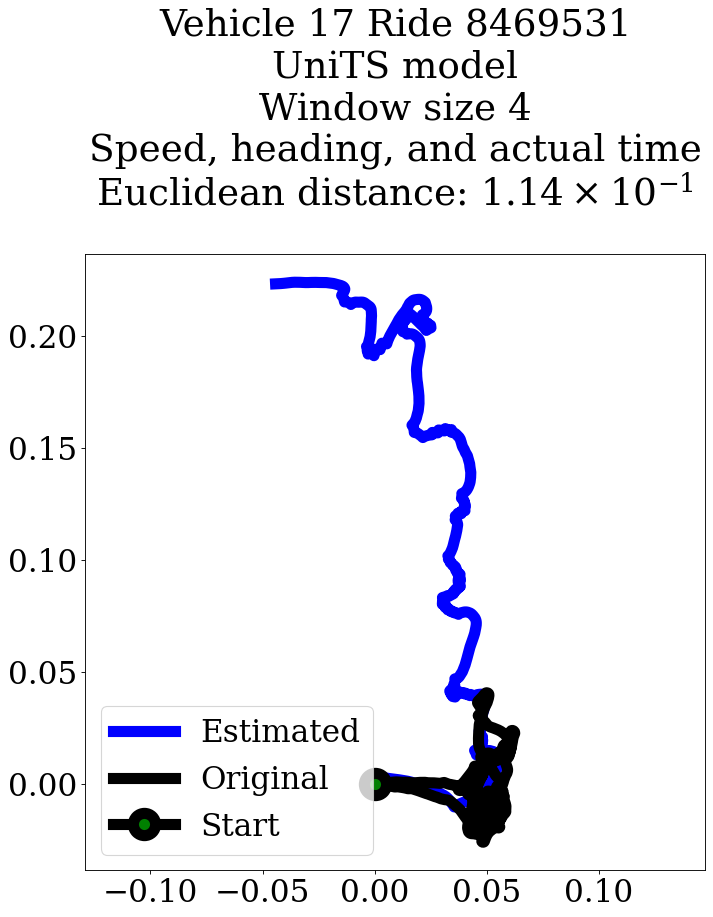 Vehicle 17 Ride 8469531
UniTS model
Window size 4
Speed, heading, and actual time
Euclidean distance: 1.14 × 10⁻¹
0.20
0.15
0.10
0.05
0.00
Estimated
Original
Start
−0.10 −0.05 0.00 0.05 0.10